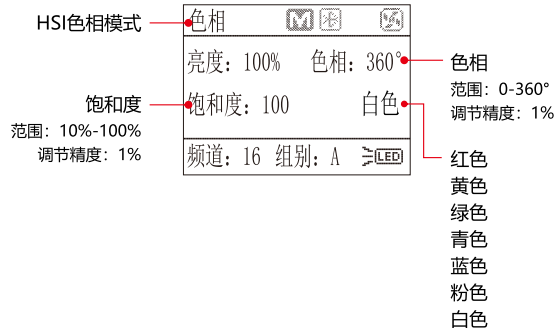 HSI色相模式
色相 M
亮度：100% 色相：360°
饱和度：100 白色
频道：16 组别：A LED
饱和度
范围：10%-100%
调节精度：1%
色相
范围：0-360°
调节精度：1%
红色
黄色
绿色
青色
蓝色
粉色
白色